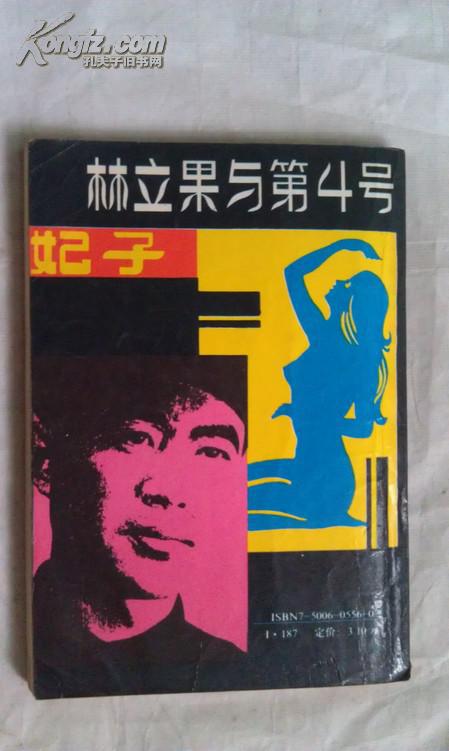 Kongfz.com
孔夫子旧书网
林立果与第4号
妃子
ISBN7-5006-0556-0
I·187 定价: 3.10